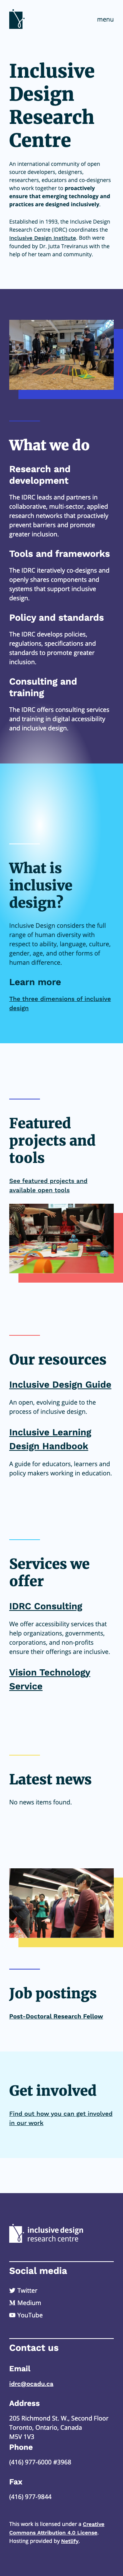 menu
Inclusive
Design
Research
Centre
An international community of open
source developers, designers,
researchers, educators and co-designers
who work together to proactively
ensure that emerging technology and
practices are designed inclusively.
Established in 1993, the Inclusive Design
Research Centre (IDRC) coordinates the
Inclusive Design Institute. Both were
founded by Dr. Jutta Treviranus with the
help of her team and community.
What we do
Research and
development
The IDRC leads and partners in
collaborative, multi-sector, applied
research networks that proactively
prevent barriers and promote
greater inclusion.
Tools and frameworks
The IDRC iteratively co-designs and
openly shares components and
systems that support inclusive
design.
Policy and standards
The IDRC develops policies,
regulations, specifications and
standards to promote greater
inclusion.
Consulting and
training
The IDRC offers consulting services
and training in digital accessibility
and inclusive design.
What is
inclusive
design?
Inclusive Design considers the full
range of human diversity with
respect to ability, language, culture,
gender, age, and other forms of
human difference.
Learn more
The three dimensions of inclusive
design
Featured
projects and
tools
See featured projects and
available open tools
Our resources
Inclusive Design Guide
An open, evolving guide to the
process of inclusive design.
Inclusive Learning
Design Handbook
A guide for educators, learners and
policy makers working in education.
Services we
offer
IDRC Consulting
We offer accessibility services that
help organizations, governments,
corporations, and non-profits
ensure their offerings are inclusive.
Vision Technology
Service
Latest news
No news items found.
Job postings
Post-Doctoral Research Fellow
Get involved
Find out how you can get involved
in our work
inclusive design
research centre
Social media
Twitter
Medium
YouTube
Contact us
Email
idrc@ocadu.ca
Address
205 Richmond St. W., Second Floor
Toronto, Ontario, Canada
M5V 1V3
Phone
(416) 977-6000 #3968
Fax
(416) 977-9844
This work is licensed under a Creative
Commons Attribution 4.0 License.
Hosting provided by Netlify.